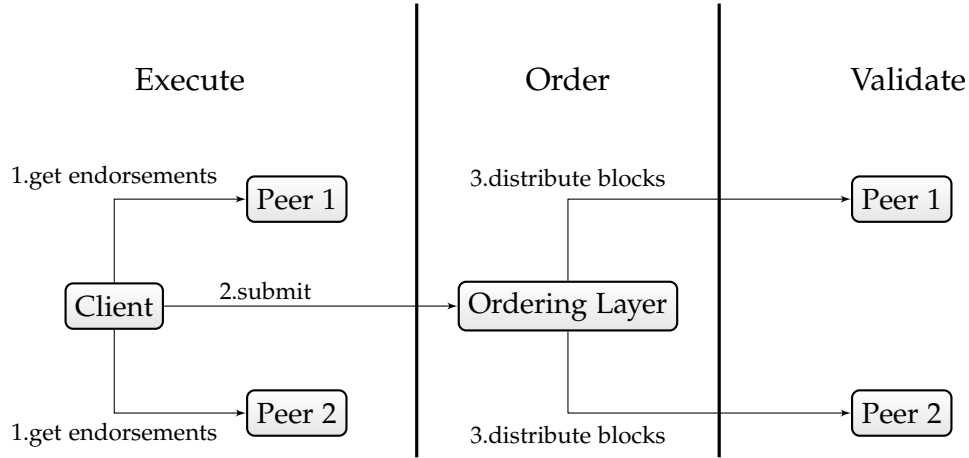 Execute
Order
Validate
1.get endorsements
3.distribute blocks
Peer 1
Peer 1
2.submit
Client
Ordering Layer
Peer 2
Peer 2
1.get endorsements
3.distribute blocks